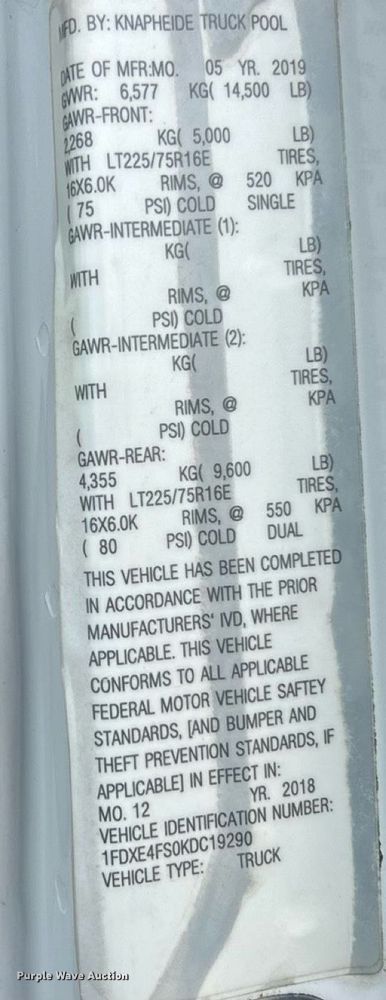 MFD. BY: KNAPHEIDE TRUCK POOL
DATE OF MFR:MO. 05 YR. 2019
GVWR: 6,577 KG( 14,500 LB)
GAWR-FRONT:
2,268 KG( 5,000 LB)
WITH LT225/75R16E TIRES,
16X6.0K RIMS, @ 520 KPA
( 75 PSI) COLD SINGLE
GAWR-INTERMEDIATE (1):
KG( LB)
WITH TIRES,
RIMS, @ KPA
( PSI) COLD
GAWR-INTERMEDIATE (2):
KG( LB)
WITH TIRES,
RIMS, @ KPA
( PSI) COLD
GAWR-REAR:
4,355 KG( 9,600 LB)
WITH LT225/75R16E TIRES,
16X6.0K RIMS, @ 550 KPA
( 80 PSI) COLD DUAL
THIS VEHICLE HAS BEEN COMPLETED
IN ACCORDANCE WITH THE PRIOR
MANUFACTURERS' IVD, WHERE
APPLICABLE. THIS VEHICLE
CONFORMS TO ALL APPLICABLE
FEDERAL MOTOR VEHICLE SAFTEY
STANDARDS, [AND BUMPER AND
THEFT PREVENTION STANDARDS, IF
APPLICABLE] IN EFFECT IN:
MO. 12 YR. 2018
VEHICLE IDENTIFICATION NUMBER:
1FDXE4FS0KDC19290
VEHICLE TYPE: TRUCK
Purple Wave Auction